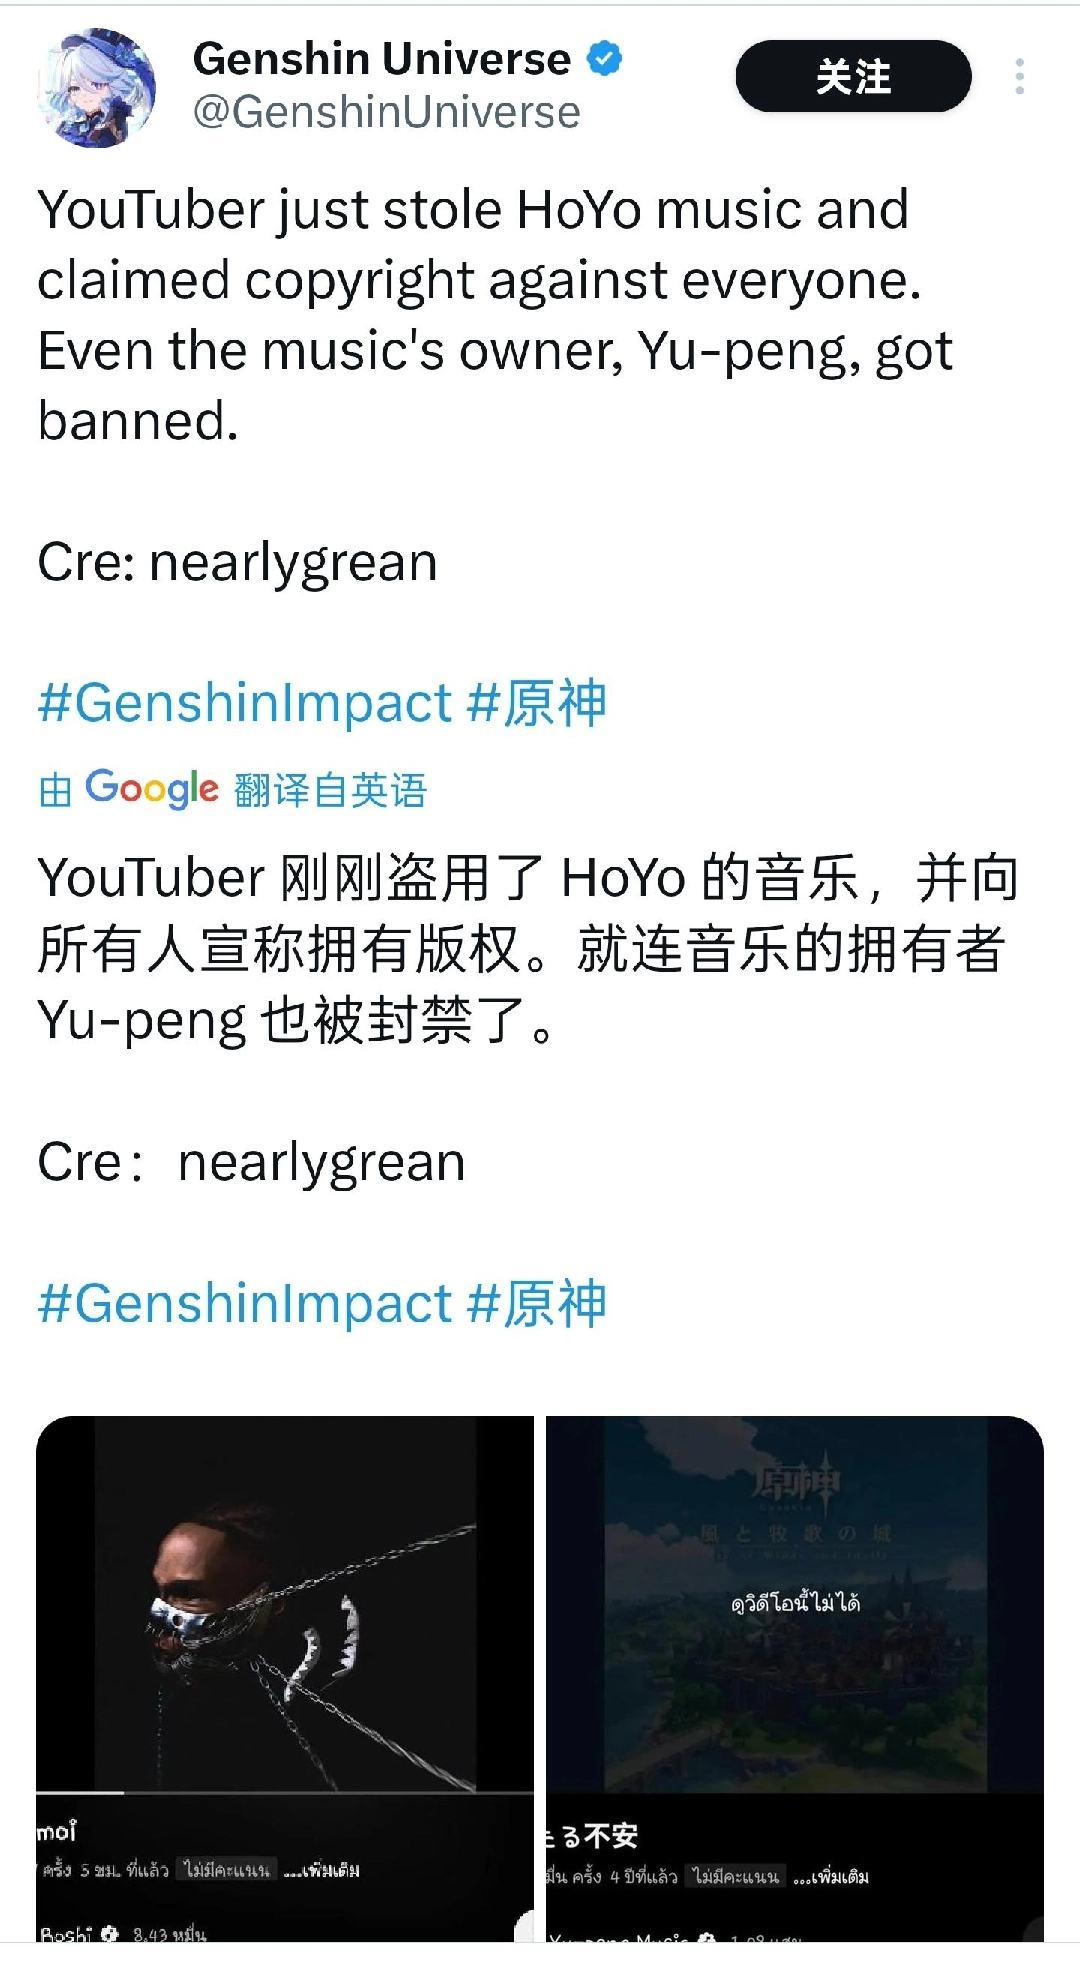 Genshin Universe
@GenshinUniverse
关注
YouTuber just stole HoYo music and
claimed copyright against everyone.
Even the music's owner, Yu-peng, got
banned.
Cre: nearlygrean
#GenshinImpact #原神
由 Google 翻译自英语
YouTuber 刚刚盗用了 HoYo 的音乐，并向
所有人宣称拥有版权。就连音乐的拥有者
Yu-peng 也被封禁了。
Cre： nearlygrean
#GenshinImpact #原神
moi
ครั้ง 5 ชม. ที่แล้ว ไม่มีคะแนน ...เพิ่มเติม
Boshi 8.43 หมื่น
原神
風と牧歌の城
ดูวิดีโอนี้ไม่ได้
る不安
หมื่น ครั้ง 4 ปีที่แล้ว ไม่มีคะแนน ...เพิ่มเติม
Yu-peng Music